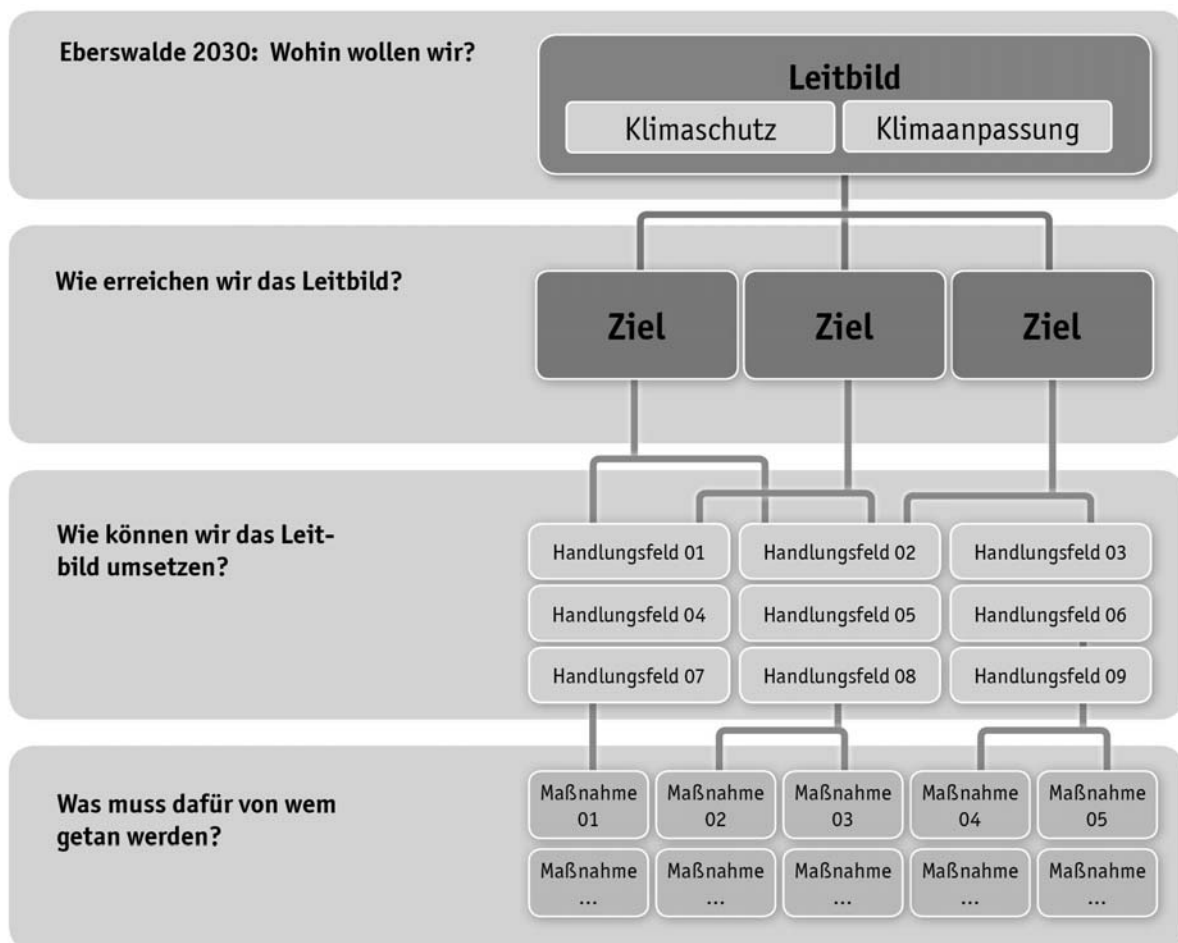 Eberswalde 2030: Wohin wollen wir?
Leitbild
Klimaschutz
Klimaanpassung
Wie erreichen wir das Leitbild?
Ziel
Ziel
Ziel
Wie können wir das Leit-
bild umsetzen?
Handlungsfeld 01
Handlungsfeld 02
Handlungsfeld 03
Handlungsfeld 04
Handlungsfeld 05
Handlungsfeld 06
Handlungsfeld 07
Handlungsfeld 08
Handlungsfeld 09
Was muss dafür von wem
getan werden?
Maßnahme
01
Maßnahme
02
Maßnahme
03
Maßnahme
04
Maßnahme
05
Maßnahme
...
Maßnahme
...
Maßnahme
...
Maßnahme
...
Maßnahme
...